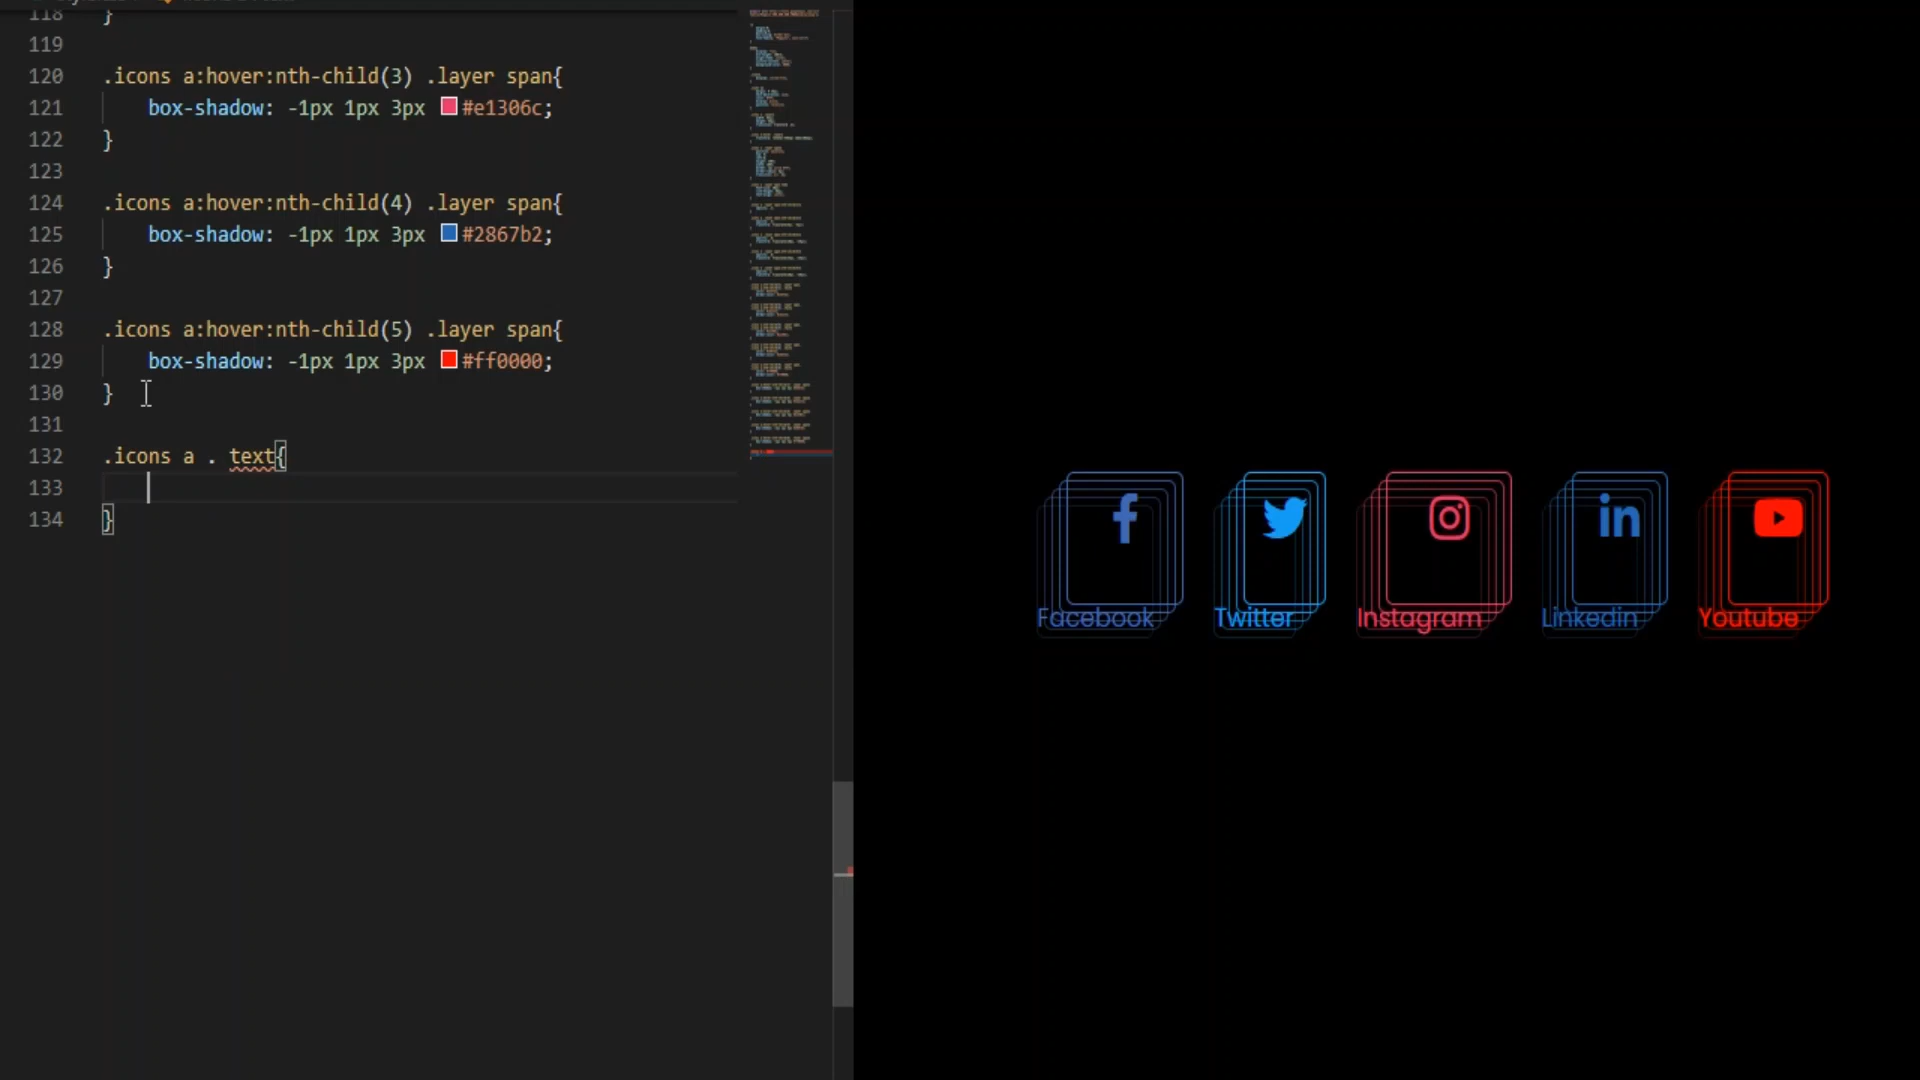 118 }
119
120 .icons a:hover:nth-child(3) .layer span{
121 box-shadow: -1px 1px 3px #e1306c;
122 }
123
124 .icons a:hover:nth-child(4) .layer span{
125 box-shadow: -1px 1px 3px #2867b2;
126 }
127
128 .icons a:hover:nth-child(5) .layer span{
129 box-shadow: -1px 1px 3px #ff0000;
130 }
131
132 .icons a . text{
133
134 }
f in
Facebook Twitter Instagram Linkedin Youtube